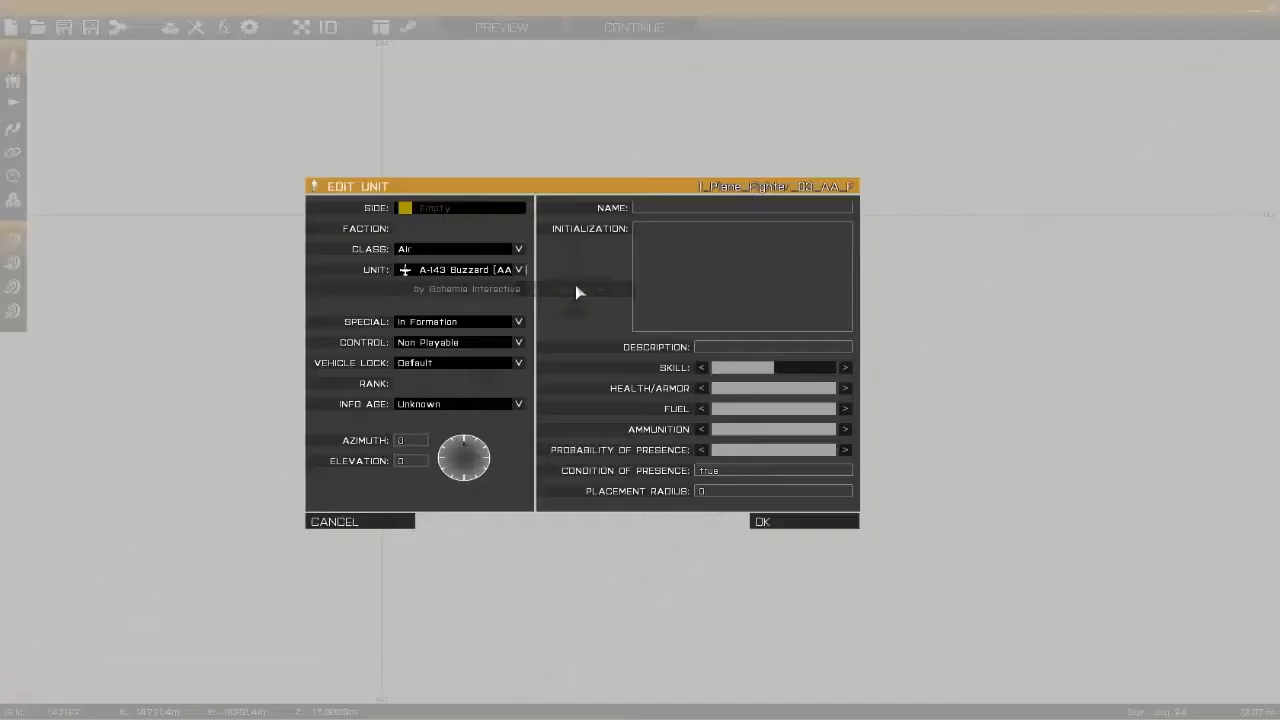 PREVIEW
CONTINUE
EDIT UNIT
I_Plane_Fighter_03_AA_F
SIDE: Empty
FACTION:
CLASS: Air
UNIT: A-143 Buzzard (AA
by Bohemia Interactive
SPECIAL: In Formation
CONTROL: Non Playable
VEHICLE LOCK: Default
RANK:
INFO AGE: Unknown
AZIMUTH: 0
ELEVATION: 0
NAME:
INITIALIZATION:
DESCRIPTION:
SKILL: < >
HEALTH/ARMOR < >
FUEL < >
AMMUNITION < >
PROBABILITY OF PRESENCE: < >
CONDITION OF PRESENCE: true
PLACEMENT RADIUS: 0
CANCEL
OK